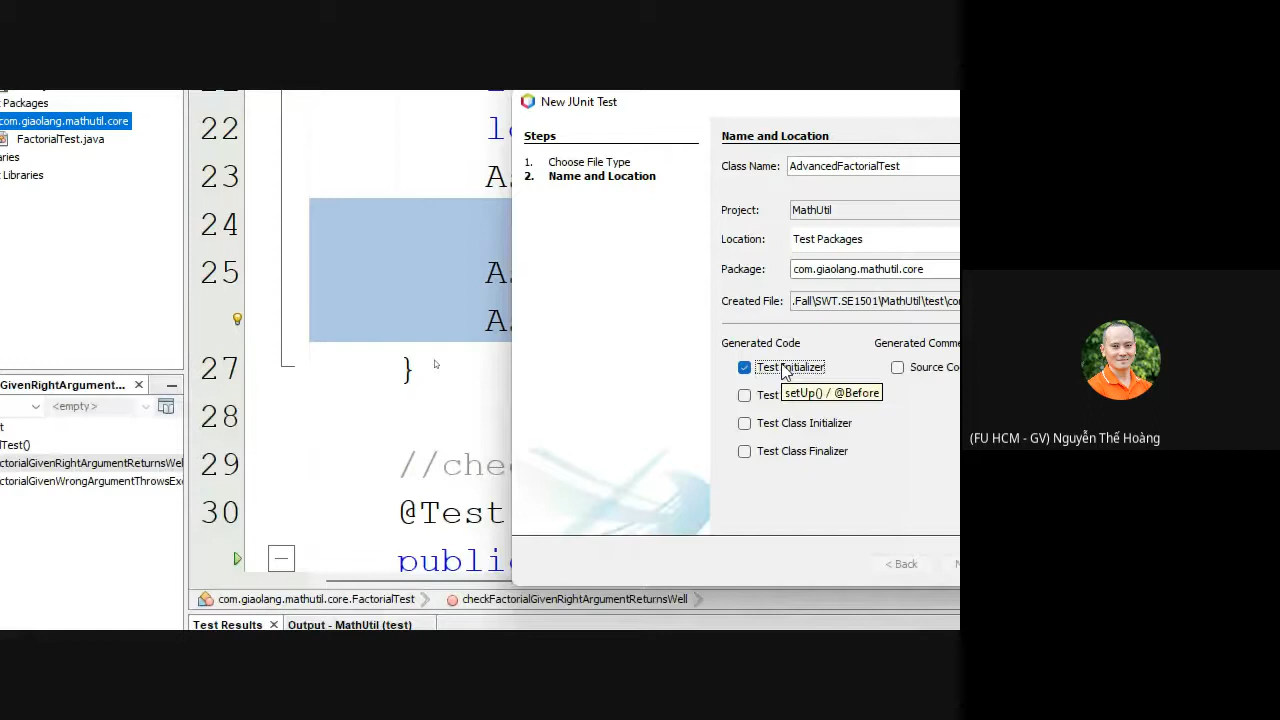 t Packages
com.giaolang.mathutil.core
FactorialTest.java
aries
t Libraries
GivenRightArgument...
<empty>
t
lTest()
ctorialGivenRightArgumentReturnsWell
ctorialGivenWrongArgumentThrowsExc
22
23
24
25
27 }
28
29 //che
30 @Test
public
com.giaolang.mathutil.core.FactorialTest
checkFactorialGivenRightArgumentReturnsWell
Test Results
Output - MathUtil (test)
New JUnit Test
Steps
1. Choose File Type
2. Name and Location
Name and Location
Class Name: AdvancedFactorialTest
Project: MathUtil
Location: Test Packages
Package: com.giaolang.mathutil.core
Created File: .Fall\SWT.SE1501\MathUtil\test\co
Generated Code
Generated Comme
Test Initializer
Source Co
Test
setUp() / @Before
Test Class Initializer
Test Class Finalizer
< Back
N
(FU HCM - GV) Nguyễn Thế Hoàng